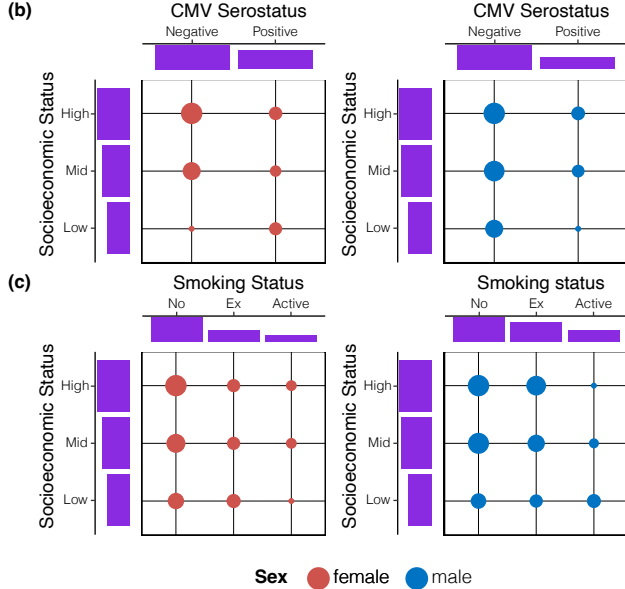 (b)
CMV Serostatus
CMV Serostatus
Negative
Positive
Negative
Positive
Socioeconomic Status
High
Mid
Low
Socioeconomic Status
High
Mid
Low
(c)
Smoking Status
Smoking status
No
Ex
Active
No
Ex
Active
Socioeconomic Status
High
Mid
Low
Socioeconomic Status
High
Mid
Low
Sex female male